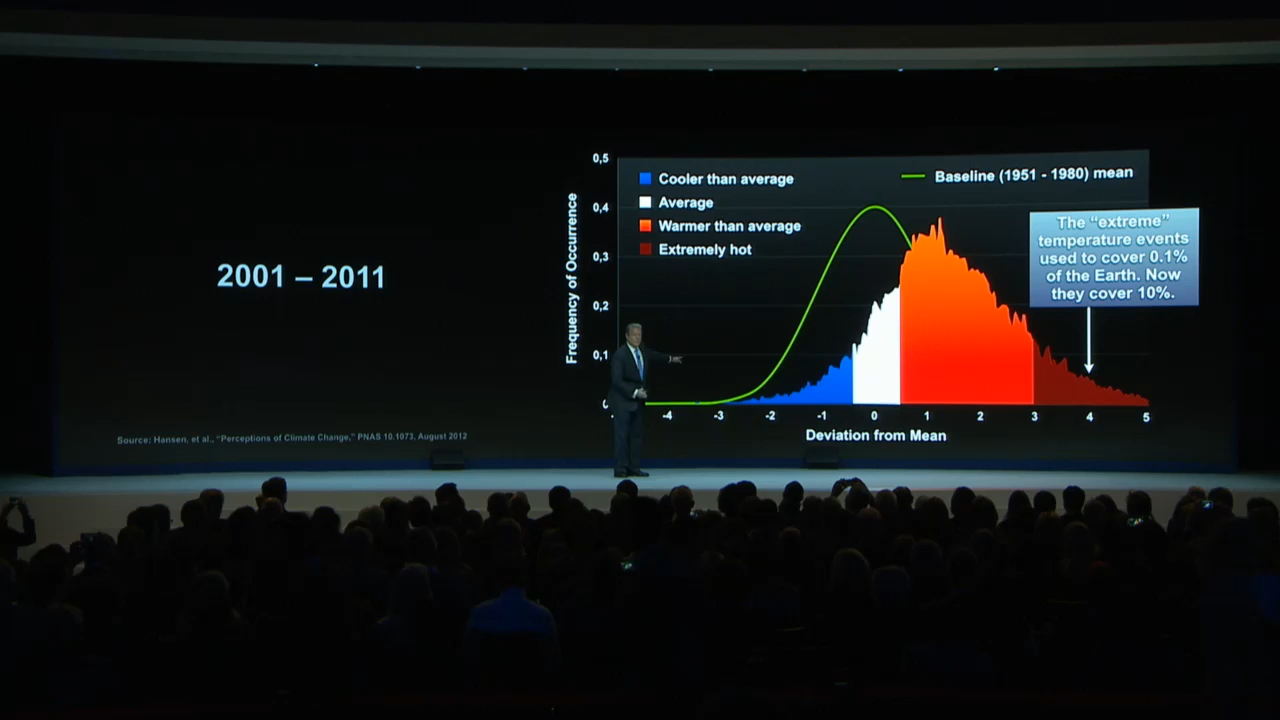 2001 – 2011
Source: Hansen, et al., “Perceptions of Climate Change,” PNAS 10.1073, August 2012
Frequency of Occurrence
0,5
0,4
0,3
0,2
0,1
Cooler than average
Average
Warmer than average
Extremely hot
Baseline (1951 - 1980) mean
The “extreme”
temperature events
used to cover 0.1%
of the Earth. Now
they cover 10%.
-4 -3 -2 -1 0 1 2 3 4 5
Deviation from Mean